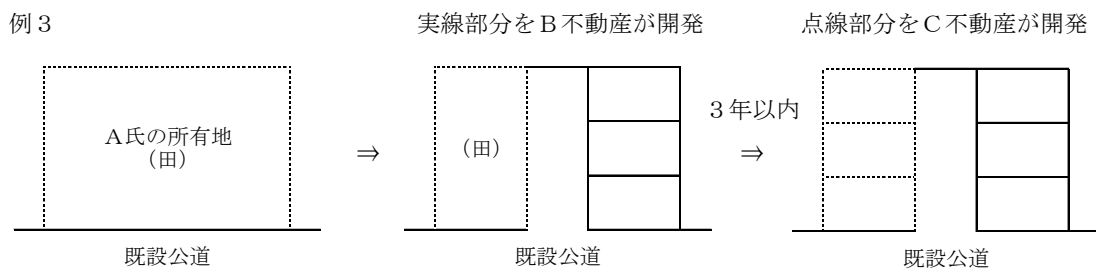 例３
実線部分をＢ不動産が開発
点線部分をＣ不動産が開発
A氏の所有地
（田）
⇒
（田）
３年以内
⇒
既設公道
既設公道
既設公道